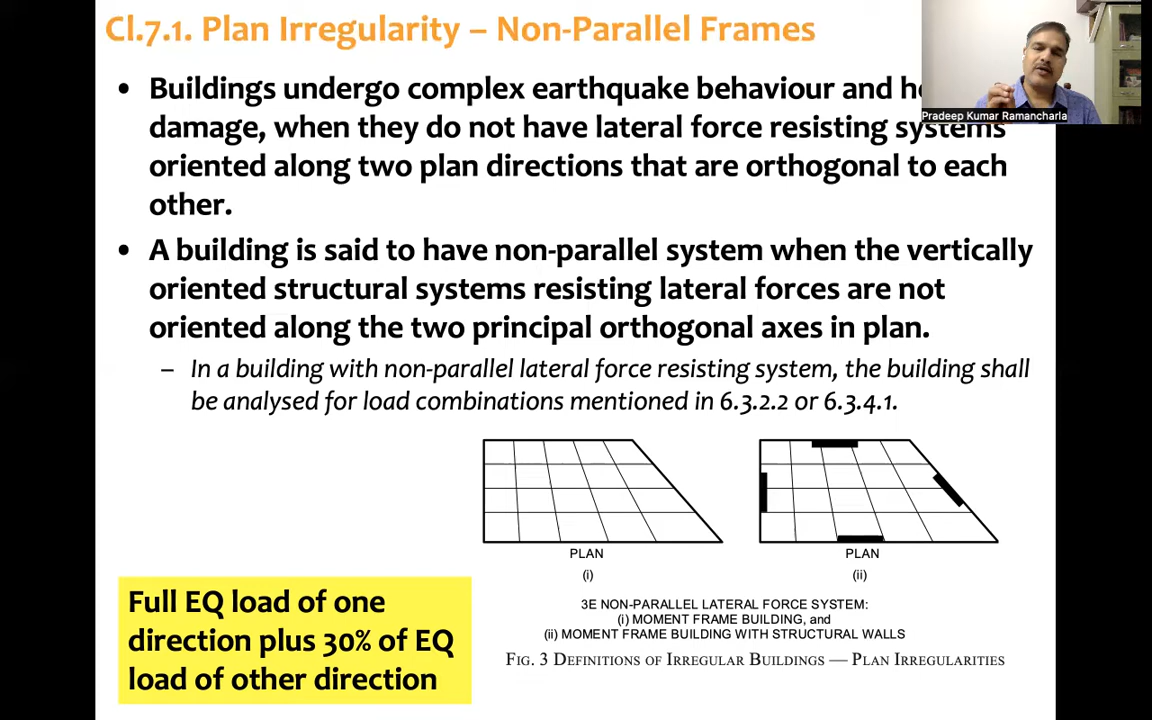 Cl.7.1. Plan Irregularity – Non-Parallel Frames
• Buildings undergo complex earthquake behaviour and
damage, when they do not have lateral force resisting systems
oriented along two plan directions that are orthogonal to each
other.
• A building is said to have non-parallel system when the vertically
oriented structural systems resisting lateral forces are not
oriented along the two principal orthogonal axes in plan.
– In a building with non-parallel lateral force resisting system, the building shall
be analysed for load combinations mentioned in 6.3.2.2 or 6.3.4.1.
Pradeep Kumar Ramancharla
PLAN
(i)
PLAN
(ii)
3E NON-PARALLEL LATERAL FORCE SYSTEM:
(i) MOMENT FRAME BUILDING, and
(ii) MOMENT FRAME BUILDING WITH STRUCTURAL WALLS
FIG. 3 DEFINITIONS OF IRREGULAR BUILDINGS — PLAN IRREGULARITIES
Full EQ load of one
direction plus 30% of EQ
load of other direction